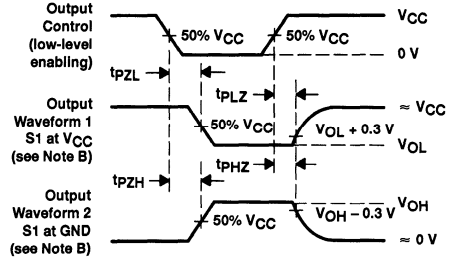 Output
Control
(low-level
enabling)
50% VCC
50% VCC
VCC
0 V
tPZL
tPLZ
Output
Waveform 1
S1 at VCC
(see Note B)
50% VCC
VOL + 0.3 V
≈ VCC
VOL
tPZH
tPHZ
Output
Waveform 2
S1 at GND
(see Note B)
50% VCC
VOH − 0.3 V
VOH
≈ 0 V